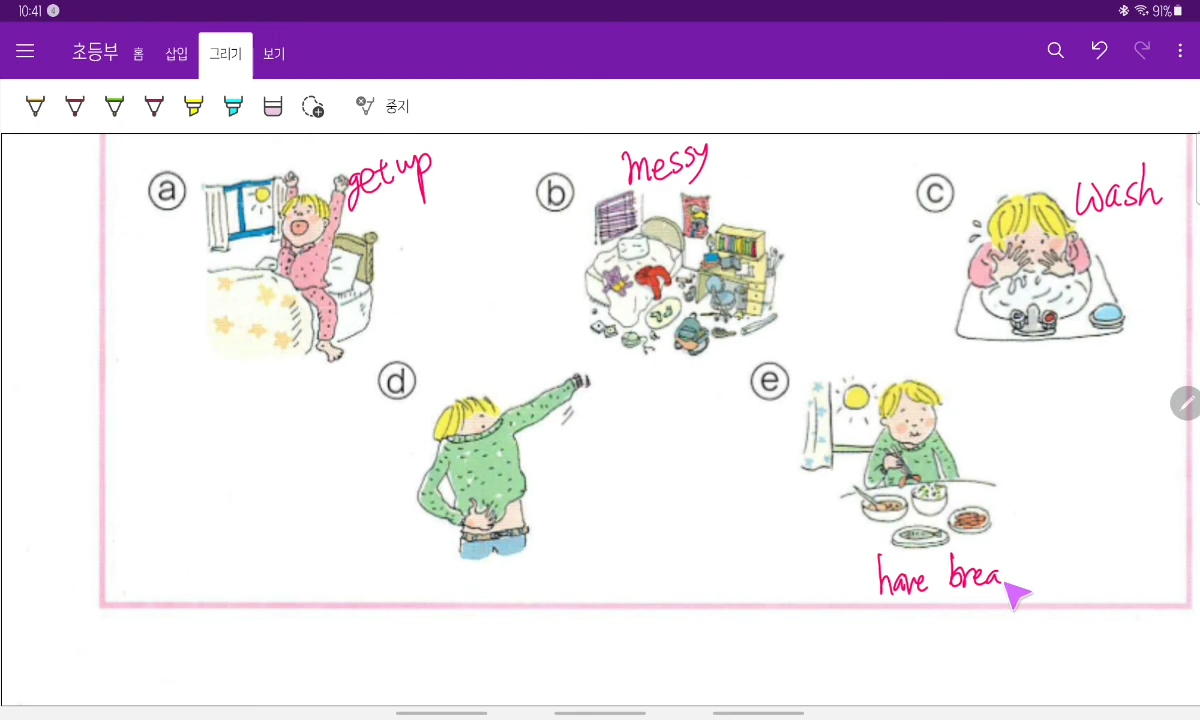 10:41 4 91%
초등부 홈 삽입 그리기 보기
중지
a get up
b messy
c wash
d
e
have brea